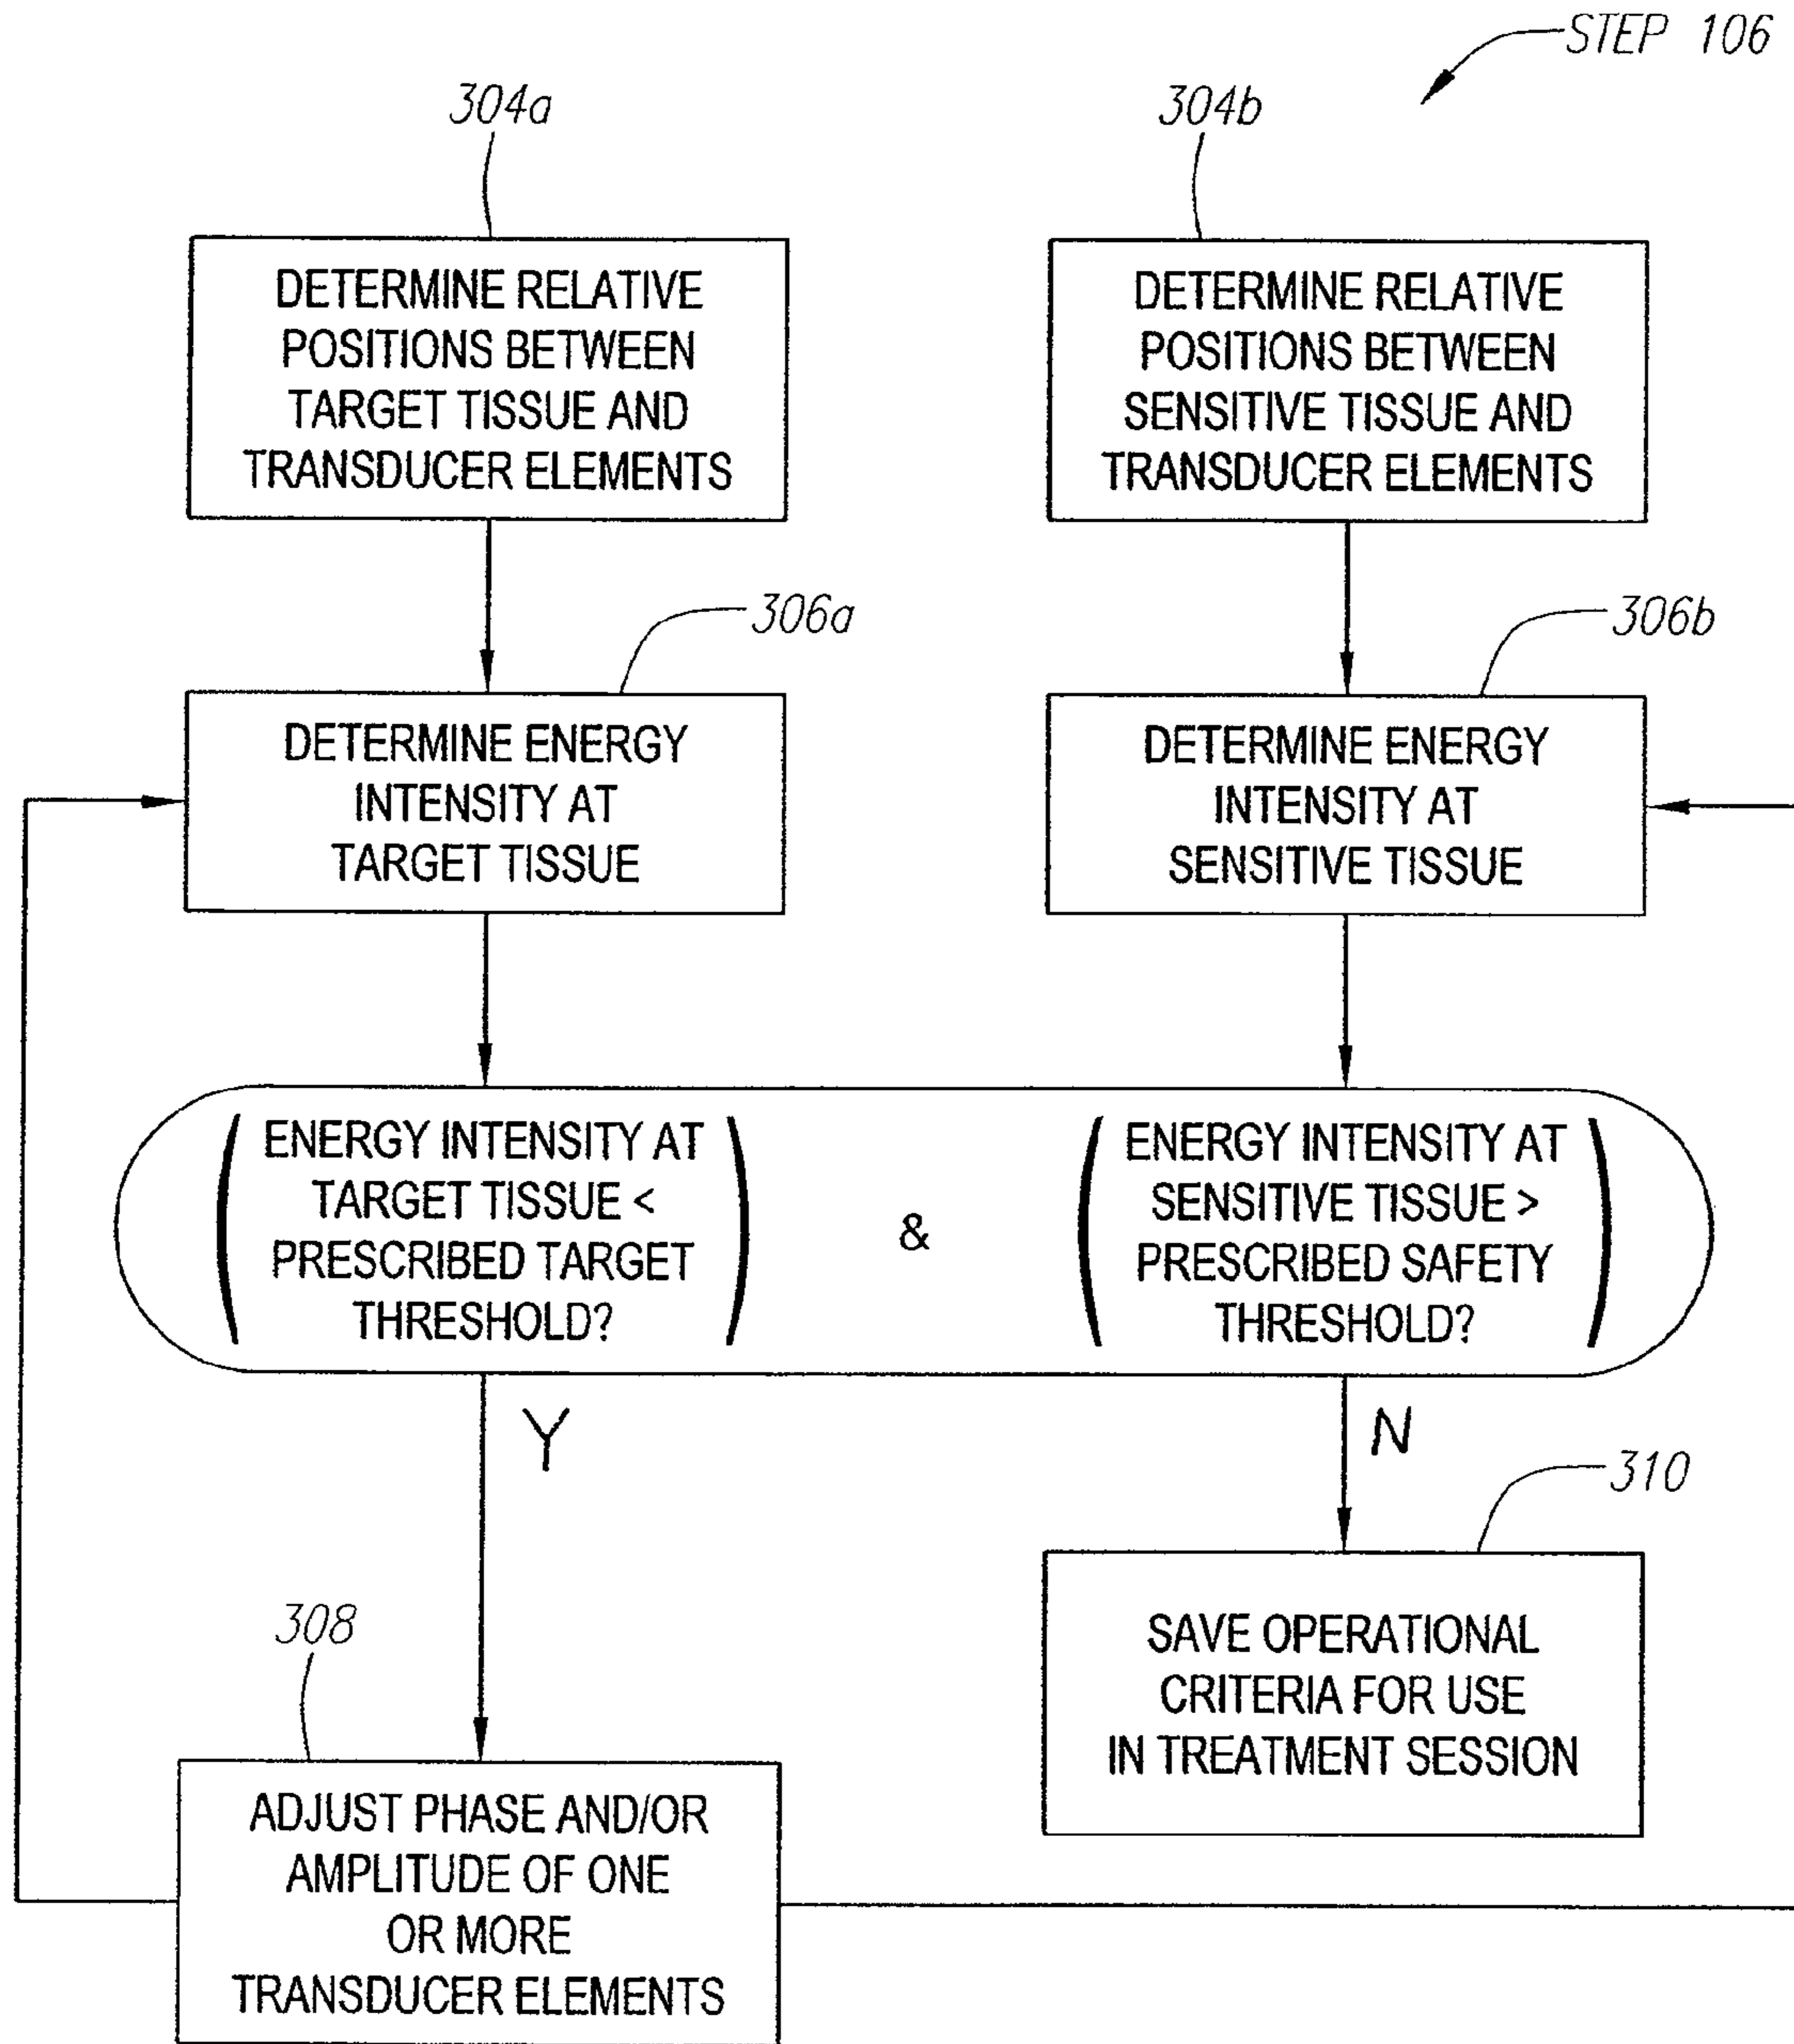 STEP 106
304a
304b
DETERMINE RELATIVE
POSITIONS BETWEEN
TARGET TISSUE AND
TRANSDUCER ELEMENTS
DETERMINE RELATIVE
POSITIONS BETWEEN
SENSITIVE TISSUE AND
TRANSDUCER ELEMENTS
306a
306b
DETERMINE ENERGY
INTENSITY AT
TARGET TISSUE
DETERMINE ENERGY
INTENSITY AT
SENSITIVE TISSUE
( ENERGY INTENSITY AT
TARGET TISSUE <
PRESCRIBED TARGET
THRESHOLD? )
&
( ENERGY INTENSITY AT
SENSITIVE TISSUE >
PRESCRIBED SAFETY
THRESHOLD? )
Y
N
308
310
ADJUST PHASE AND/OR
AMPLITUDE OF ONE
OR MORE
TRANSDUCER ELEMENTS
SAVE OPERATIONAL
CRITERIA FOR USE
IN TREATMENT SESSION